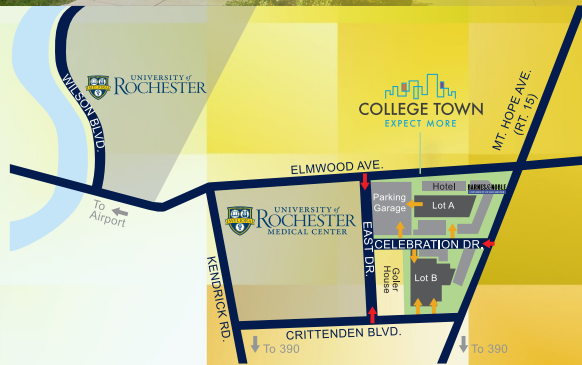 WILSON BLVD.
UNIVERSITY of
ROCHESTER
COLLEGE TOWN
EXPECT MORE
MT. HOPE AVE.
(RT. 15)
ELMWOOD AVE.
To
Airport
UNIVERSITY of
ROCHESTER
MEDICAL CENTER
Parking
Garage
Hotel
BARNES&NOBLE
Lot A
EAST DR.
CELEBRATION DR.
Goler
House
Lot B
KENDRICK RD.
CRITTENDEN BLVD.
To 390
To 390